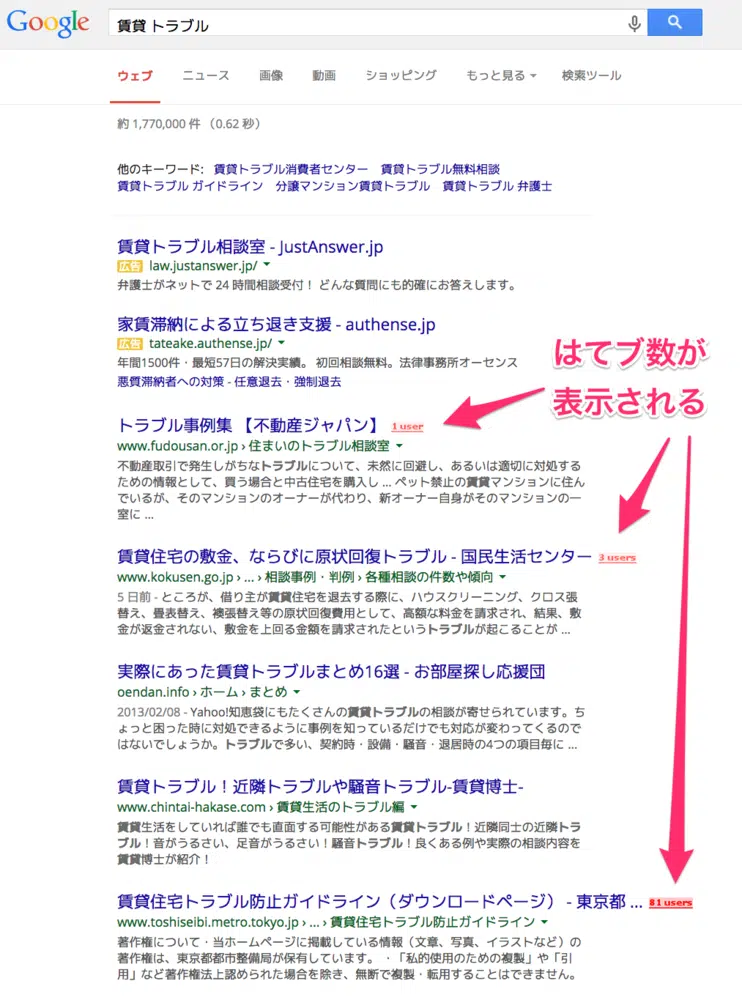 Google
賃貸 トラブル
ウェブ ニュース 画像 動画 ショッピング もっと見る 検索ツール
約 1,770,000 件 （0.62 秒）
他のキーワード: 賃貸トラブル消費者センター 賃貸トラブル無料相談
賃貸トラブル ガイドライン 分譲マンション賃貸トラブル 賃貸トラブル 弁護士
賃貸トラブル相談室 - JustAnswer.jp
広告 law.justanswer.jp/
弁護士がネットで 24 時間相談受付！ どんな質問にも的確にお答えします。
家賃滞納による立ち退き支援 - authense.jp
広告 tateake.authense.jp/
年間1500件・最短57日の解決実績。 初回相談無料。法律事務所オーセンス
悪質滞納者への対策 - 任意退去・強制退去
はてブ数が
表示される
トラブル事例集 【不動産ジャパン】 1 user
www.fudousan.or.jp › 住まいのトラブル相談室
不動産取引で発生しがちなトラブルについて、未然に回避し、あるいは適切に対処する
ための情報として、買う場合と中古住宅を購入し ... ペット禁止の賃貸マンションに住ん
でいるが、そのマンションのオーナーが代わり、新オーナー自身がそのマンションの一
室に ...
賃貸住宅の敷金、ならびに原状回復トラブル - 国民生活センター 3 users
www.kokusen.go.jp › ... › 相談事例・判例 › 各種相談の件数や傾向
5 日前 - ところが、借り主が賃貸住宅を退去する際に、ハウスクリーニング、クロス張
替え、畳表替え、襖張替え等の原状回復費用として、高額な料金を請求され、結果、敷
金が返金されない、敷金を上回る金額を請求されたというトラブルが起こることが ...
実際にあった賃貸トラブルまとめ16選 - お部屋探し応援団
oendan.info › ホーム › まとめ
2013/02/08 - Yahoo!知恵袋にもたくさんの賃貸トラブルの相談が寄せられています。ち
ょっと困った時に対処できるように事例を知っているだけでも対応が変わってくるので
はないでしょうか。トラブルで多い、契約時・設備・騒音・退居時の4つの項目毎に ...
賃貸トラブル！近隣トラブルや騒音トラブル-賃貸博士-
www.chintai-hakase.com › 賃貸生活のトラブル編
賃貸生活をしていれば誰でも直面する可能性がある賃貸トラブル！近隣同士の近隣トラ
ブル！音がうるさい、足音がうるさい！騒音トラブル！良くある例や実際の相談内容を
賃貸博士が紹介！
賃貸住宅トラブル防止ガイドライン（ダウンロードページ） - 東京都 ... 81 users
www.toshiseibi.metro.tokyo.jp › ... › 賃貸住宅トラブル防止ガイドライン
著作権について・当ホームページに掲載している情報（文章、写真、イラストなど）の
著作権は、東京都都市整備局が保有しています。 ・「私的使用のための複製」や「引
用」など著作権法上認められた場合を除き、無断で複製・転用することはできません。